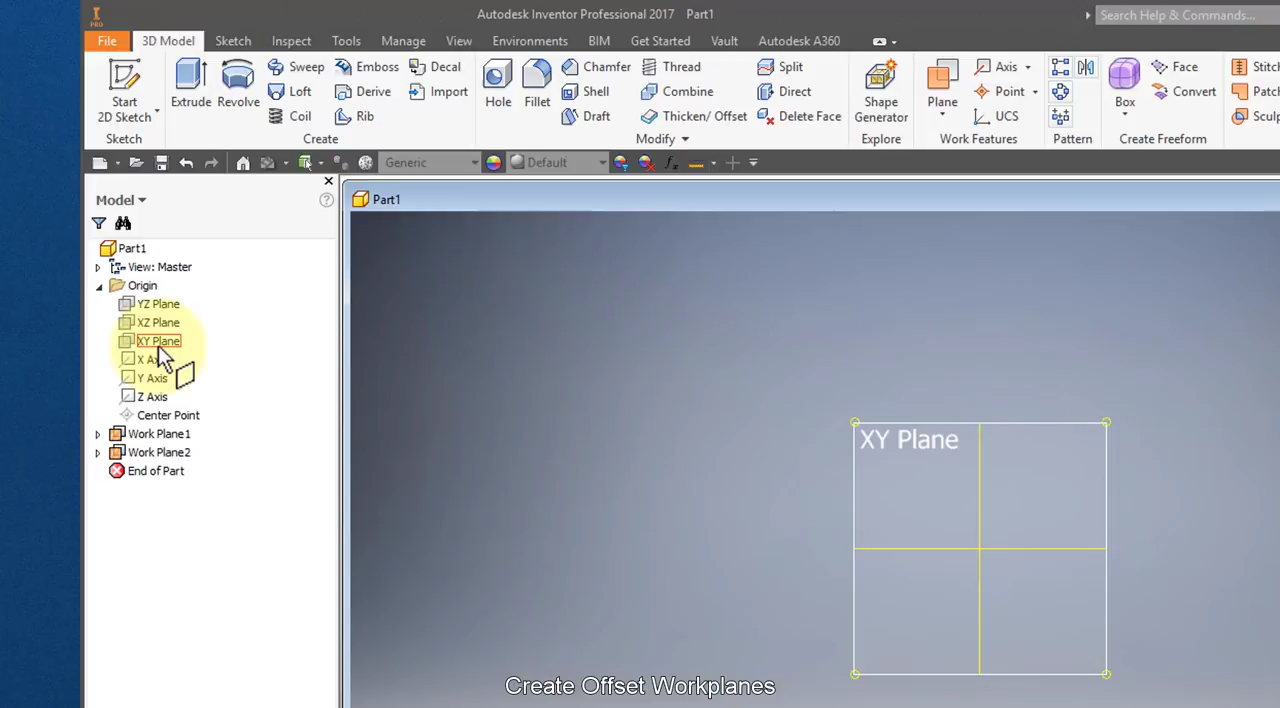 PRO
Autodesk Inventor Professional 2017 Part1
Search Help & Commands...
File 3D Model Sketch Inspect Tools Manage View Environments BIM Get Started Vault Autodesk A360
Start
2D Sketch
Extrude
Revolve
Sweep
Loft
Coil
Emboss
Derive
Rib
Decal
Import
Hole
Fillet
Chamfer
Shell
Draft
Thread
Combine
Thicken/ Offset
Split
Direct
Delete Face
Shape
Generator
Plane
Axis
Point
UCS
Box
Face
Convert
Stitc
Patc
Sculp
Sketch Create Modify Explore Work Features Pattern Create Freeform
Generic Default fx
Model
Part1
Part1
View: Master
Origin
YZ Plane
XZ Plane
XY Plane
Y Axis
Z Axis
Center Point
Work Plane1
Work Plane2
End of Part
XY Plane
Create Offset Workplanes